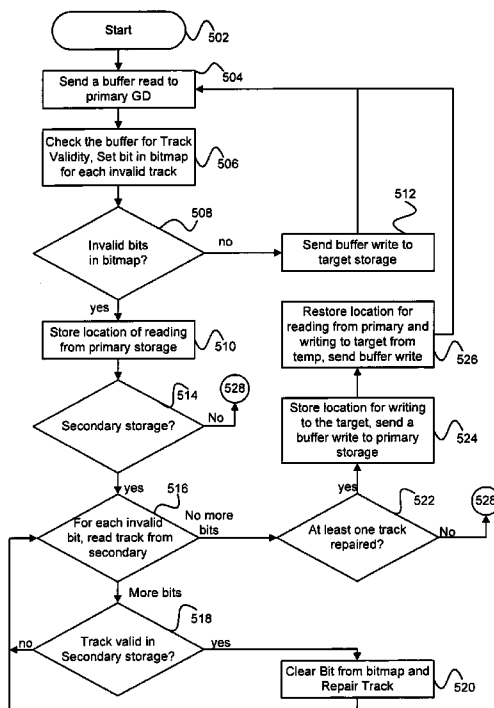 Start
502
Send a buffer read to
primary GD
504
Check the buffer for Track
Validity, Set bit in bitmap
for each invalid track
506
508
Invalid bits
in bitmap?
no
512
Send buffer write to
target storage
yes
Store location of reading
from primary storage
510
Restore location for
reading from primary and
writing to target from
temp, send buffer write
526
514
Secondary storage?
No
528
Store location for writing
to the target, send a
buffer write to primary
storage
524
yes
516
For each invalid
bit, read track from
secondary
No more
bits
yes
522
At least one track
repaired?
No
528
More bits
518
Track valid in
Secondary storage?
no
yes
Clear Bit from bitmap and
Repair Track
520